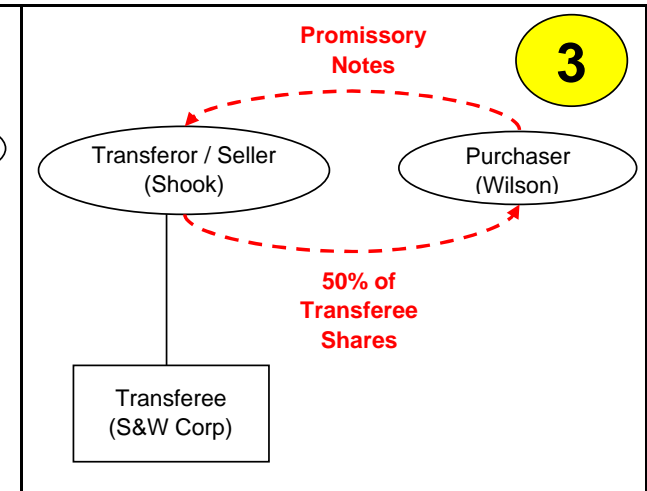 Promissory
Notes
3
Transferor / Seller
(Shook)
Purchaser
(Wilson)
50% of
Transferee
Shares
Transferee
(S&W Corp)